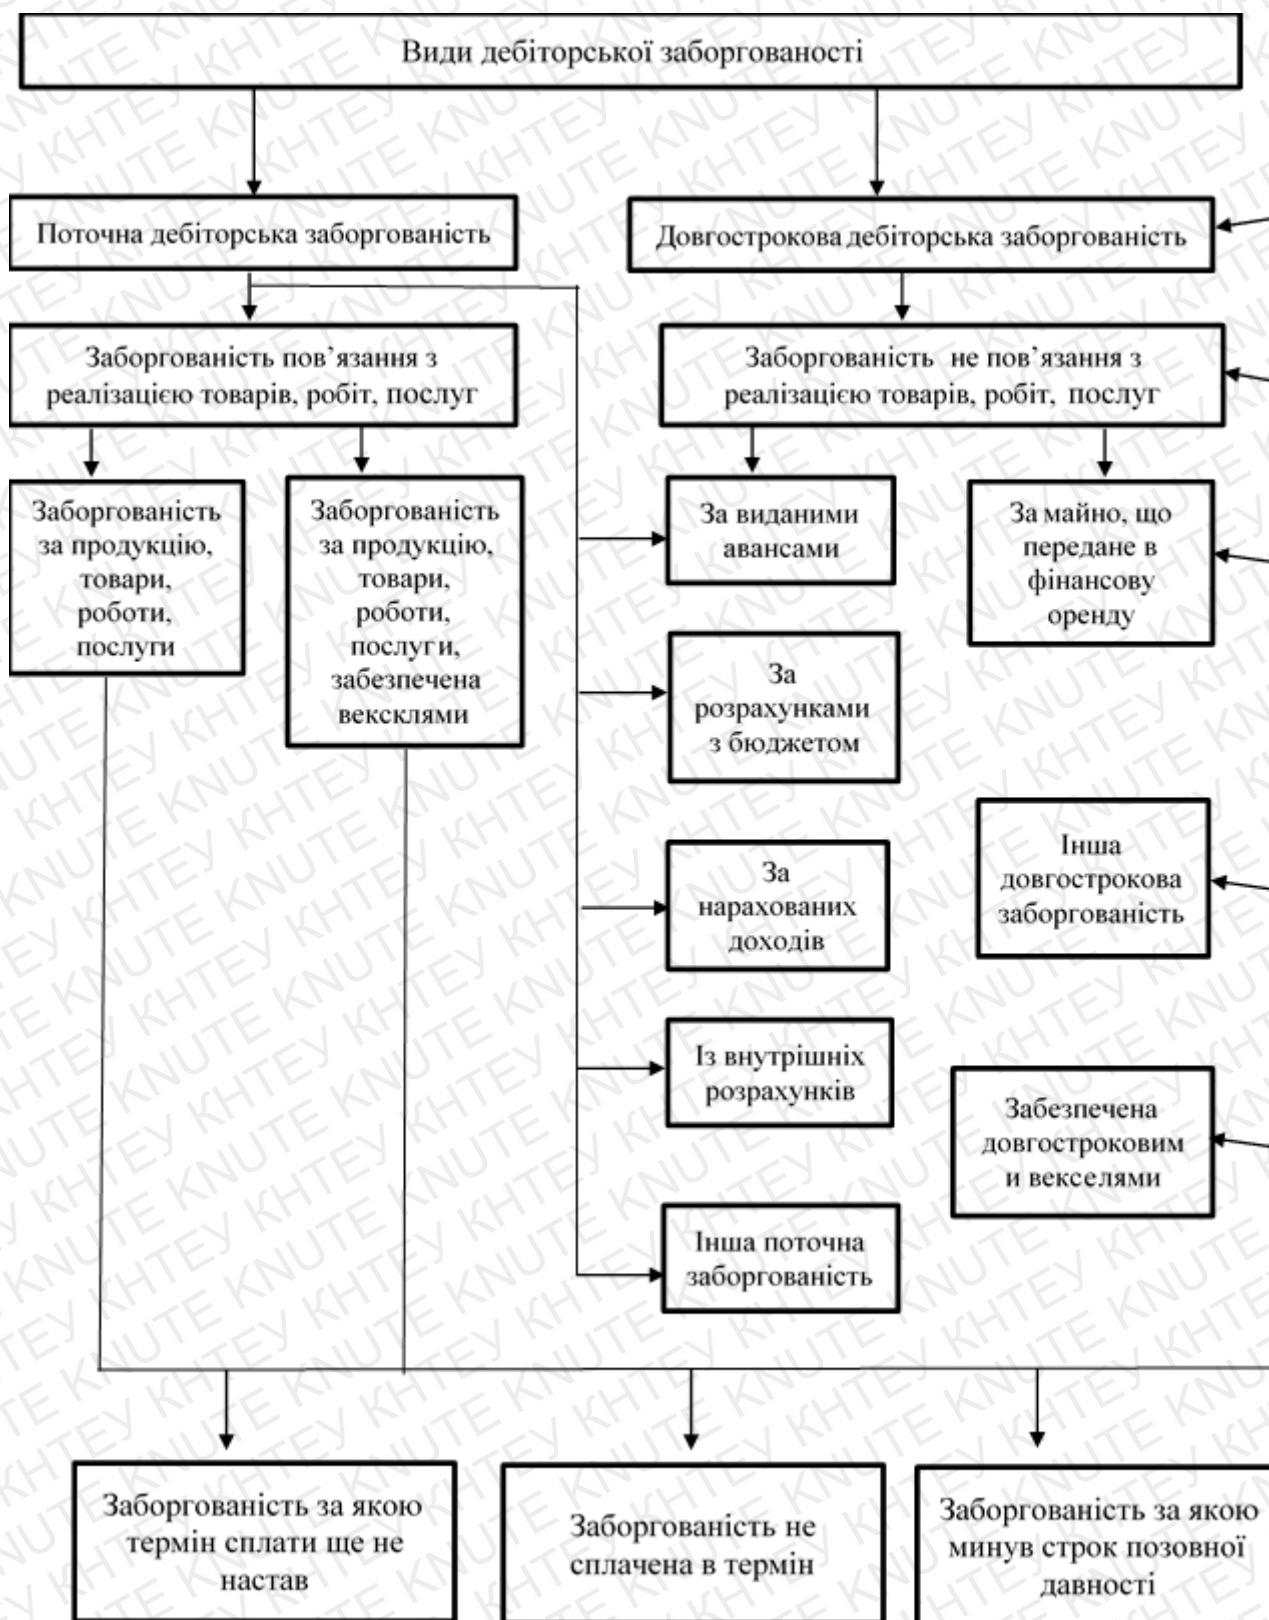 Види дебіторської заборгованості
Поточна дебіторська заборгованість
Довгострокова дебіторська заборгованість
Заборгованість пов’язання з
реалізацією товарів, робіт, послуг
Заборгованість не пов’язання з
реалізацією товарів, робіт, послуг
Заборгованість
за продукцію,
товари,
роботи,
послуги
Заборгованість
за продукцію,
товари,
роботи,
послуги,
забезпечена
вексклями
За виданими
авансами
За майно, що
передане в
фінансову
оренду
За
розрахунками
з бюджетом
Інша
довгострокова
заборгованість
За
нарахованих
доходів
Із внутрішніх
розрахунків
Забезпечена
довгостроковим
и векселями
Інша поточна
заборгованість
Заборгованість за якою
термін сплати ще не
настав
Заборгованість не
сплачена в термін
Заборгованість за якою
минув строк позовної
давності